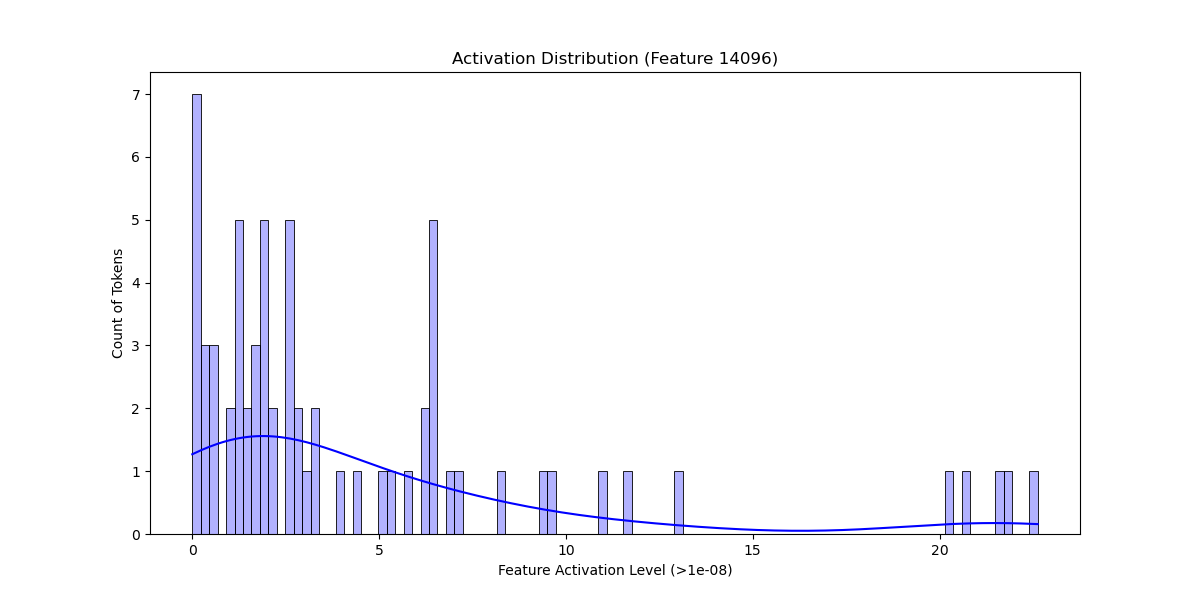 Activation Distribution (Feature 14096)
7
6
5
4
3
2
1
0
Count of Tokens
0 5 10 15 20
Feature Activation Level (>1e-08)